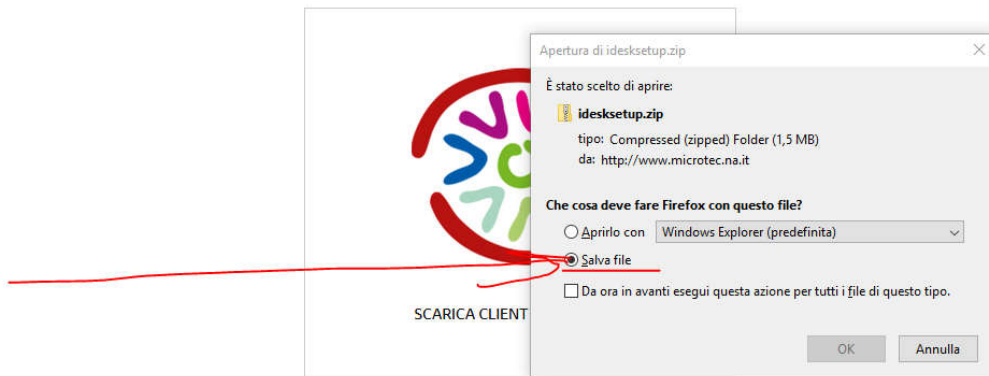 Apertura di idesksetup.zip
È stato scelto di aprire:
idesksetup.zip
tipo: Compressed (zipped) Folder (1,5 MB)
da: http://www.microtec.na.it
Che cosa deve fare Firefox con questo file?
Aprirlo con Windows Explorer (predefinita)
Salva file
Da ora in avanti esegui questa azione per tutti i file di questo tipo.
SCARICA CLIENT
OK Annulla